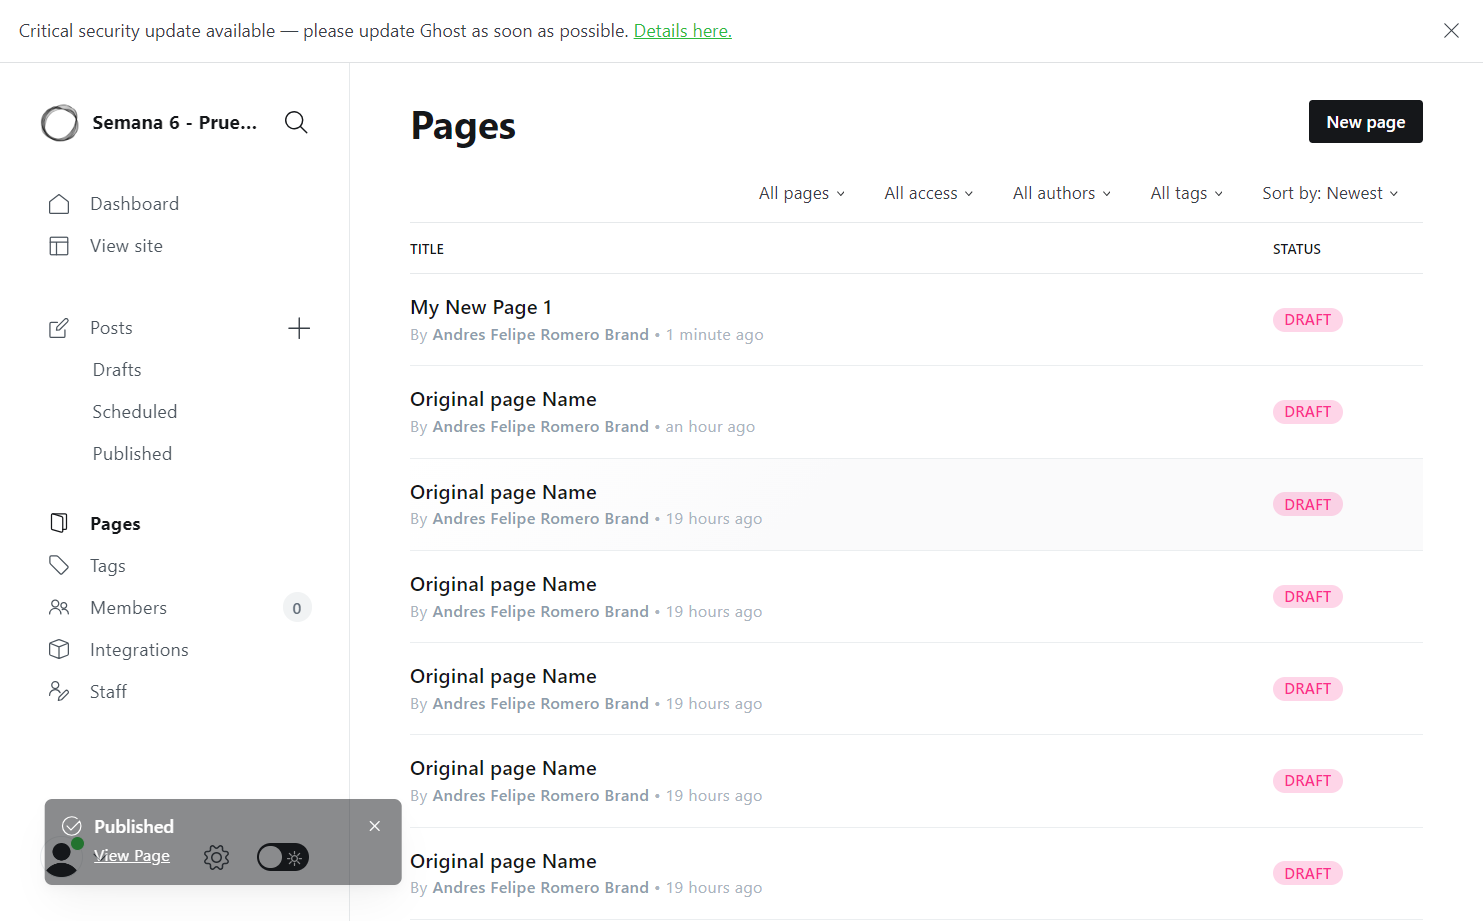 Critical security update available — please update Ghost as soon as possible. Details here.
Semana 6 - Prue...
Dashboard
View site
Posts
Drafts
Scheduled
Published
Pages
Tags
Members 0
Integrations
Staff
Published
View Page
Pages
New page
All pages All access All authors All tags Sort by: Newest
TITLE STATUS
My New Page 1
By Andres Felipe Romero Brand • 1 minute ago
DRAFT
Original page Name
By Andres Felipe Romero Brand • an hour ago
DRAFT
Original page Name
By Andres Felipe Romero Brand • 19 hours ago
DRAFT
Original page Name
By Andres Felipe Romero Brand • 19 hours ago
DRAFT
Original page Name
By Andres Felipe Romero Brand • 19 hours ago
DRAFT
Original page Name
By Andres Felipe Romero Brand • 19 hours ago
DRAFT
Original page Name
By Andres Felipe Romero Brand • 19 hours ago
DRAFT